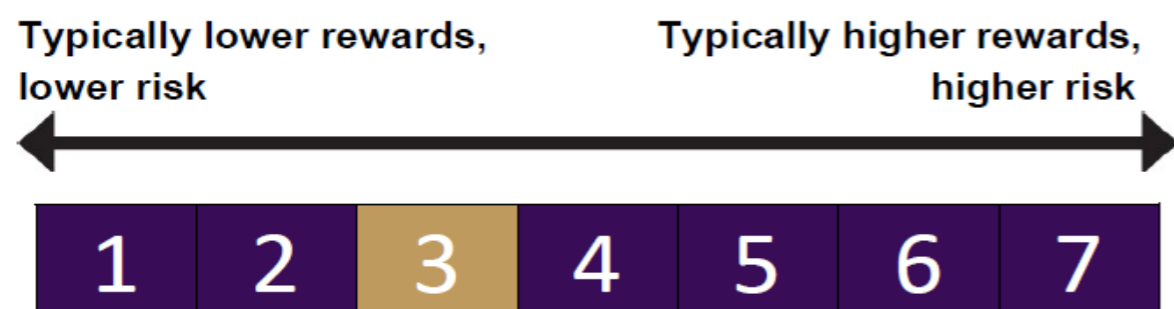 Typically lower rewards,
lower risk
Typically higher rewards,
higher risk
1 2 3 4 5 6 7